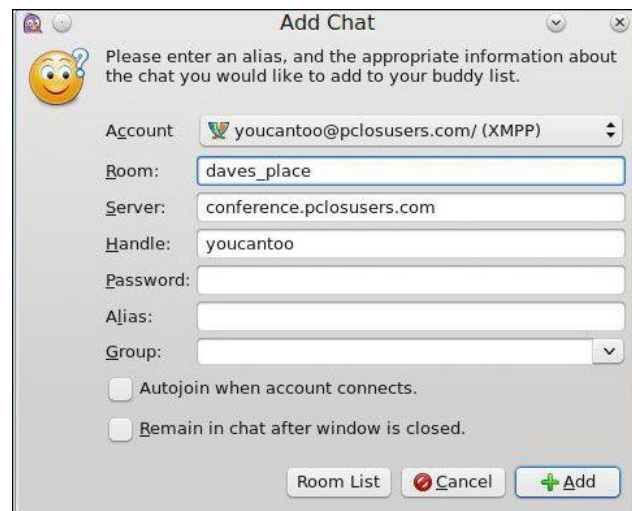 Add Chat
Please enter an alias, and the appropriate information about
the chat you would like to add to your buddy list.
Account youcantoo@pclosusers.com/ (XMPP)
Room: daves_place
Server: conference.pclosusers.com
Handle: youcantoo
Password:
Alias:
Group:
Autojoin when account connects.
Remain in chat after window is closed.
Room List Cancel Add